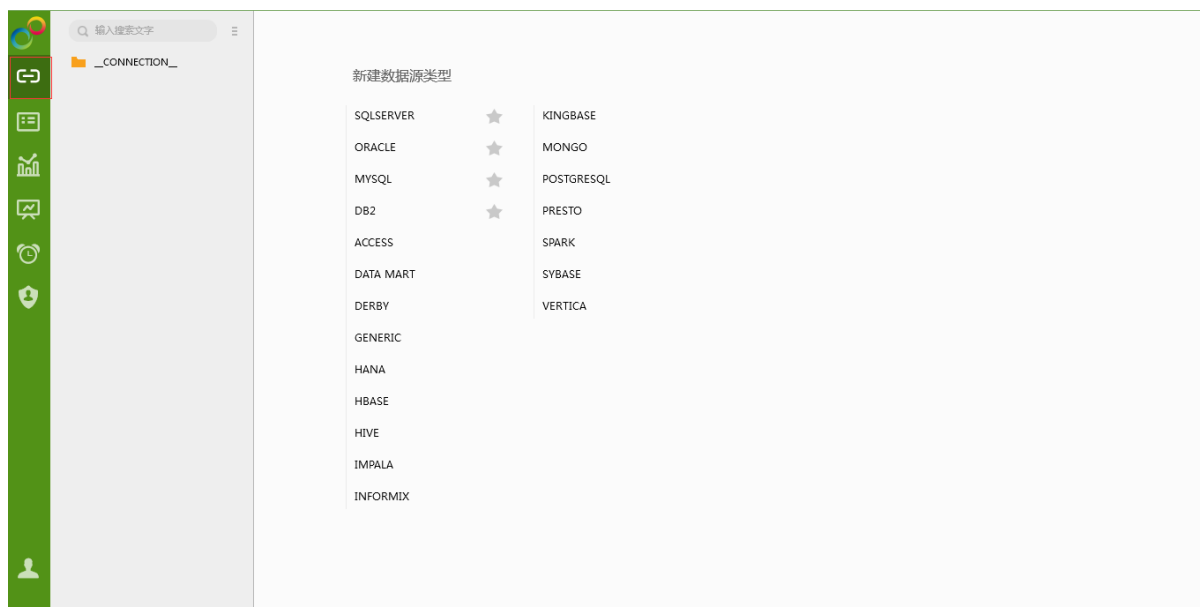 输入搜索文字
__CONNECTION__
新建数据源类型
SQLSERVER
ORACLE
MYSQL
DB2
ACCESS
DATA MART
DERBY
GENERIC
HANA
HBASE
HIVE
IMPALA
INFORMIX
KINGBASE
MONGO
POSTGRESQL
PRESTO
SPARK
SYBASE
VERTICA